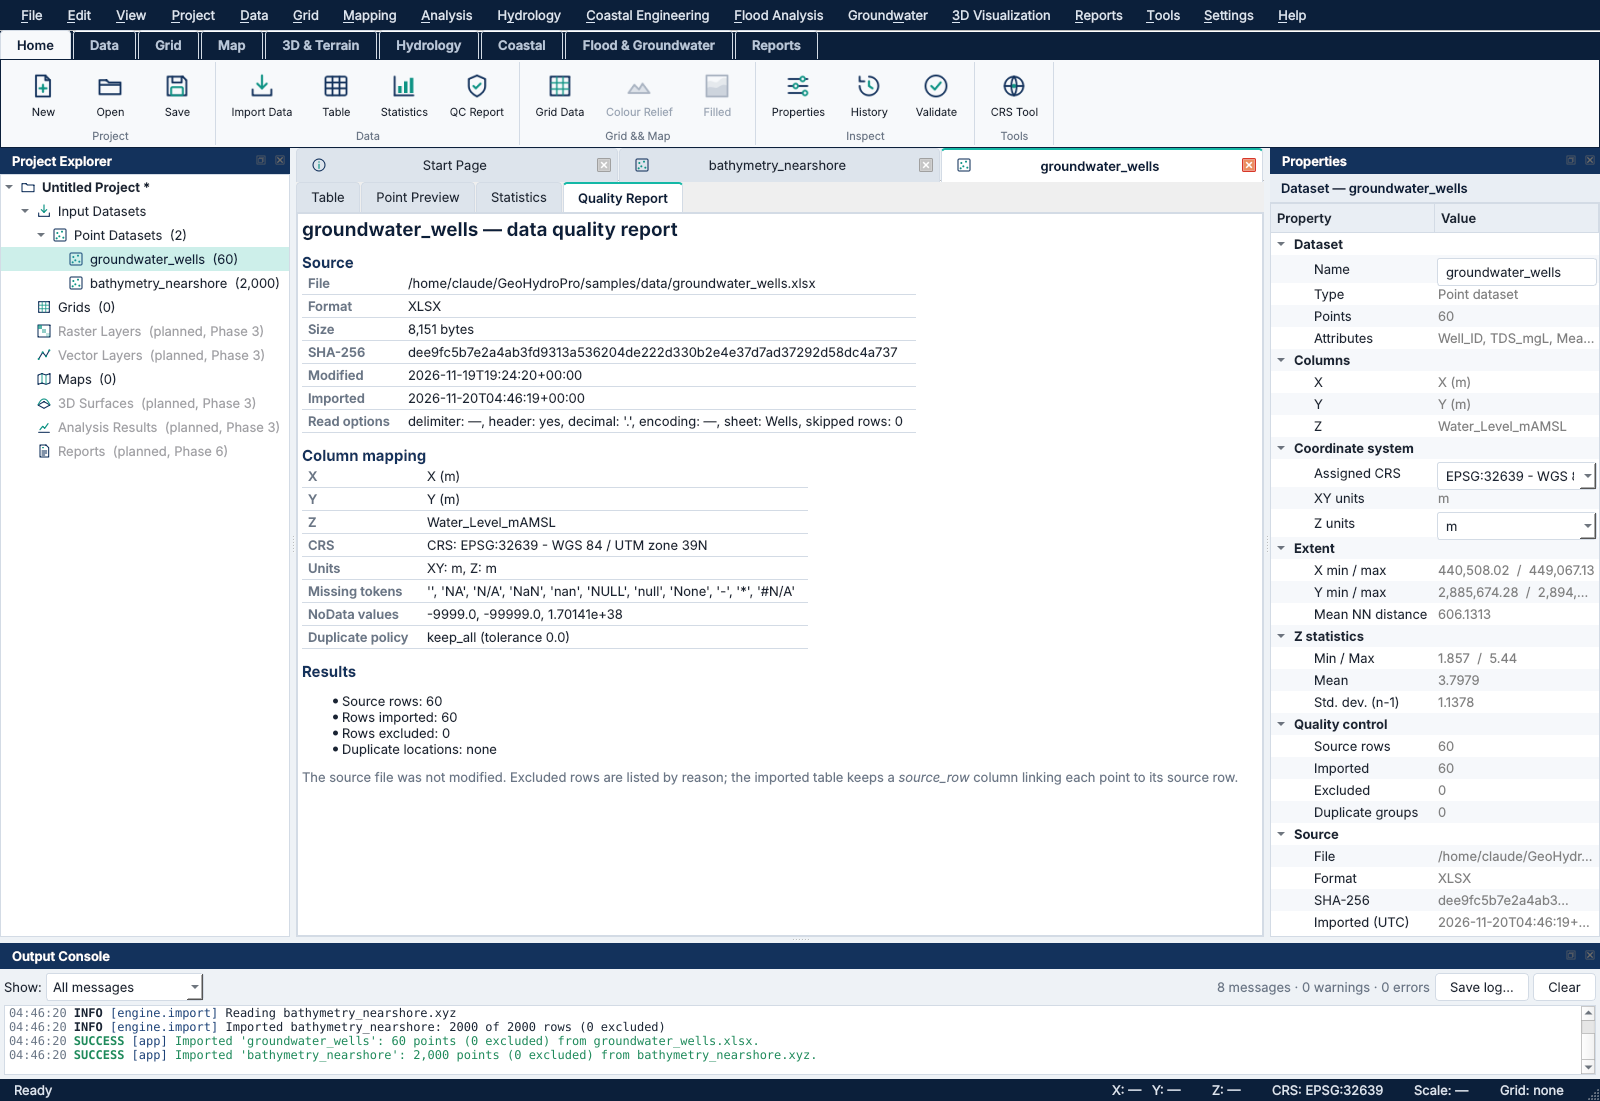 File Edit View Project Data Grid Mapping Analysis Hydrology Coastal Engineering Flood Analysis Groundwater 3D Visualization Reports Tools Settings Help
Home Data Grid Map 3D & Terrain Hydrology Coastal Flood & Groundwater Reports
New Open Save Import Data Table Statistics QC Report Grid Data Colour Relief Filled Properties History Validate CRS Tool
Project Data Grid && Map Inspect Tools
Project Explorer
Untitled Project *
Input Datasets
Point Datasets (2)
groundwater_wells (60)
bathymetry_nearshore (2,000)
Grids (0)
Raster Layers (planned, Phase 3)
Vector Layers (planned, Phase 3)
Maps (0)
3D Surfaces (planned, Phase 3)
Analysis Results (planned, Phase 3)
Reports (planned, Phase 6)
Start Page bathymetry_nearshore groundwater_wells
Table Point Preview Statistics Quality Report
groundwater_wells — data quality report
Source
File /home/claude/GeoHydroPro/samples/data/groundwater_wells.xlsx
Format XLSX
Size 8,151 bytes
SHA-256 dee9fc5b7e2a4ab3fd9313a536204de222d330b2e4e37d7ad37292d58dc4a737
Modified 2026-11-19T19:24:20+00:00
Imported 2026-11-20T04:46:19+00:00
Read options delimiter: —, header: yes, decimal: '.', encoding: —, sheet: Wells, skipped rows: 0
Column mapping
X X (m)
Y Y (m)
Z Water_Level_mAMSL
CRS CRS: EPSG:32639 - WGS 84 / UTM zone 39N
Units XY: m, Z: m
Missing tokens '', 'NA', 'N/A', 'NaN', 'nan', 'NULL', 'null', 'None', '-', '*', '#N/A'
NoData values -9999.0, -99999.0, 1.70141e+38
Duplicate policy keep_all (tolerance 0.0)
Results
• Source rows: 60
• Rows imported: 60
• Rows excluded: 0
• Duplicate locations: none
The source file was not modified. Excluded rows are listed by reason; the imported table keeps a source_row column linking each point to its source row.
Properties
Dataset — groundwater_wells
Property Value
Dataset
Name groundwater_wells
Type Point dataset
Points 60
Attributes Well_ID, TDS_mgL, Mea...
Columns
X X (m)
Y Y (m)
Z Water_Level_mAMSL
Coordinate system
Assigned CRS EPSG:32639 - WGS
XY units m
Z units m
Extent
X min / max 440,508.02 / 449,067.13
Y min / max 2,885,674.28 / 2,894,...
Mean NN distance 606.1313
Z statistics
Min / Max 1.857 / 5.44
Mean 3.7979
Std. dev. (n-1) 1.1378
Quality control
Source rows 60
Imported 60
Excluded 0
Duplicate groups 0
Source
File /home/claude/GeoHydr...
Format XLSX
SHA-256 dee9fc5b7e2a4ab3...
Imported (UTC) 2026-11-20T04:46:19+...
Output Console
Show: All messages 8 messages · 0 warnings · 0 errors Save log... Clear
04:46:20 INFO [engine.import] Reading bathymetry_nearshore.xyz
04:46:20 INFO [engine.import] Imported bathymetry_nearshore: 2000 of 2000 rows (0 excluded)
04:46:20 SUCCESS [app] Imported 'groundwater_wells': 60 points (0 excluded) from groundwater_wells.xlsx.
04:46:20 SUCCESS [app] Imported 'bathymetry_nearshore': 2,000 points (0 excluded) from bathymetry_nearshore.xyz.
Ready X: — Y: — Z: — CRS: EPSG:32639 Scale: — Grid: none